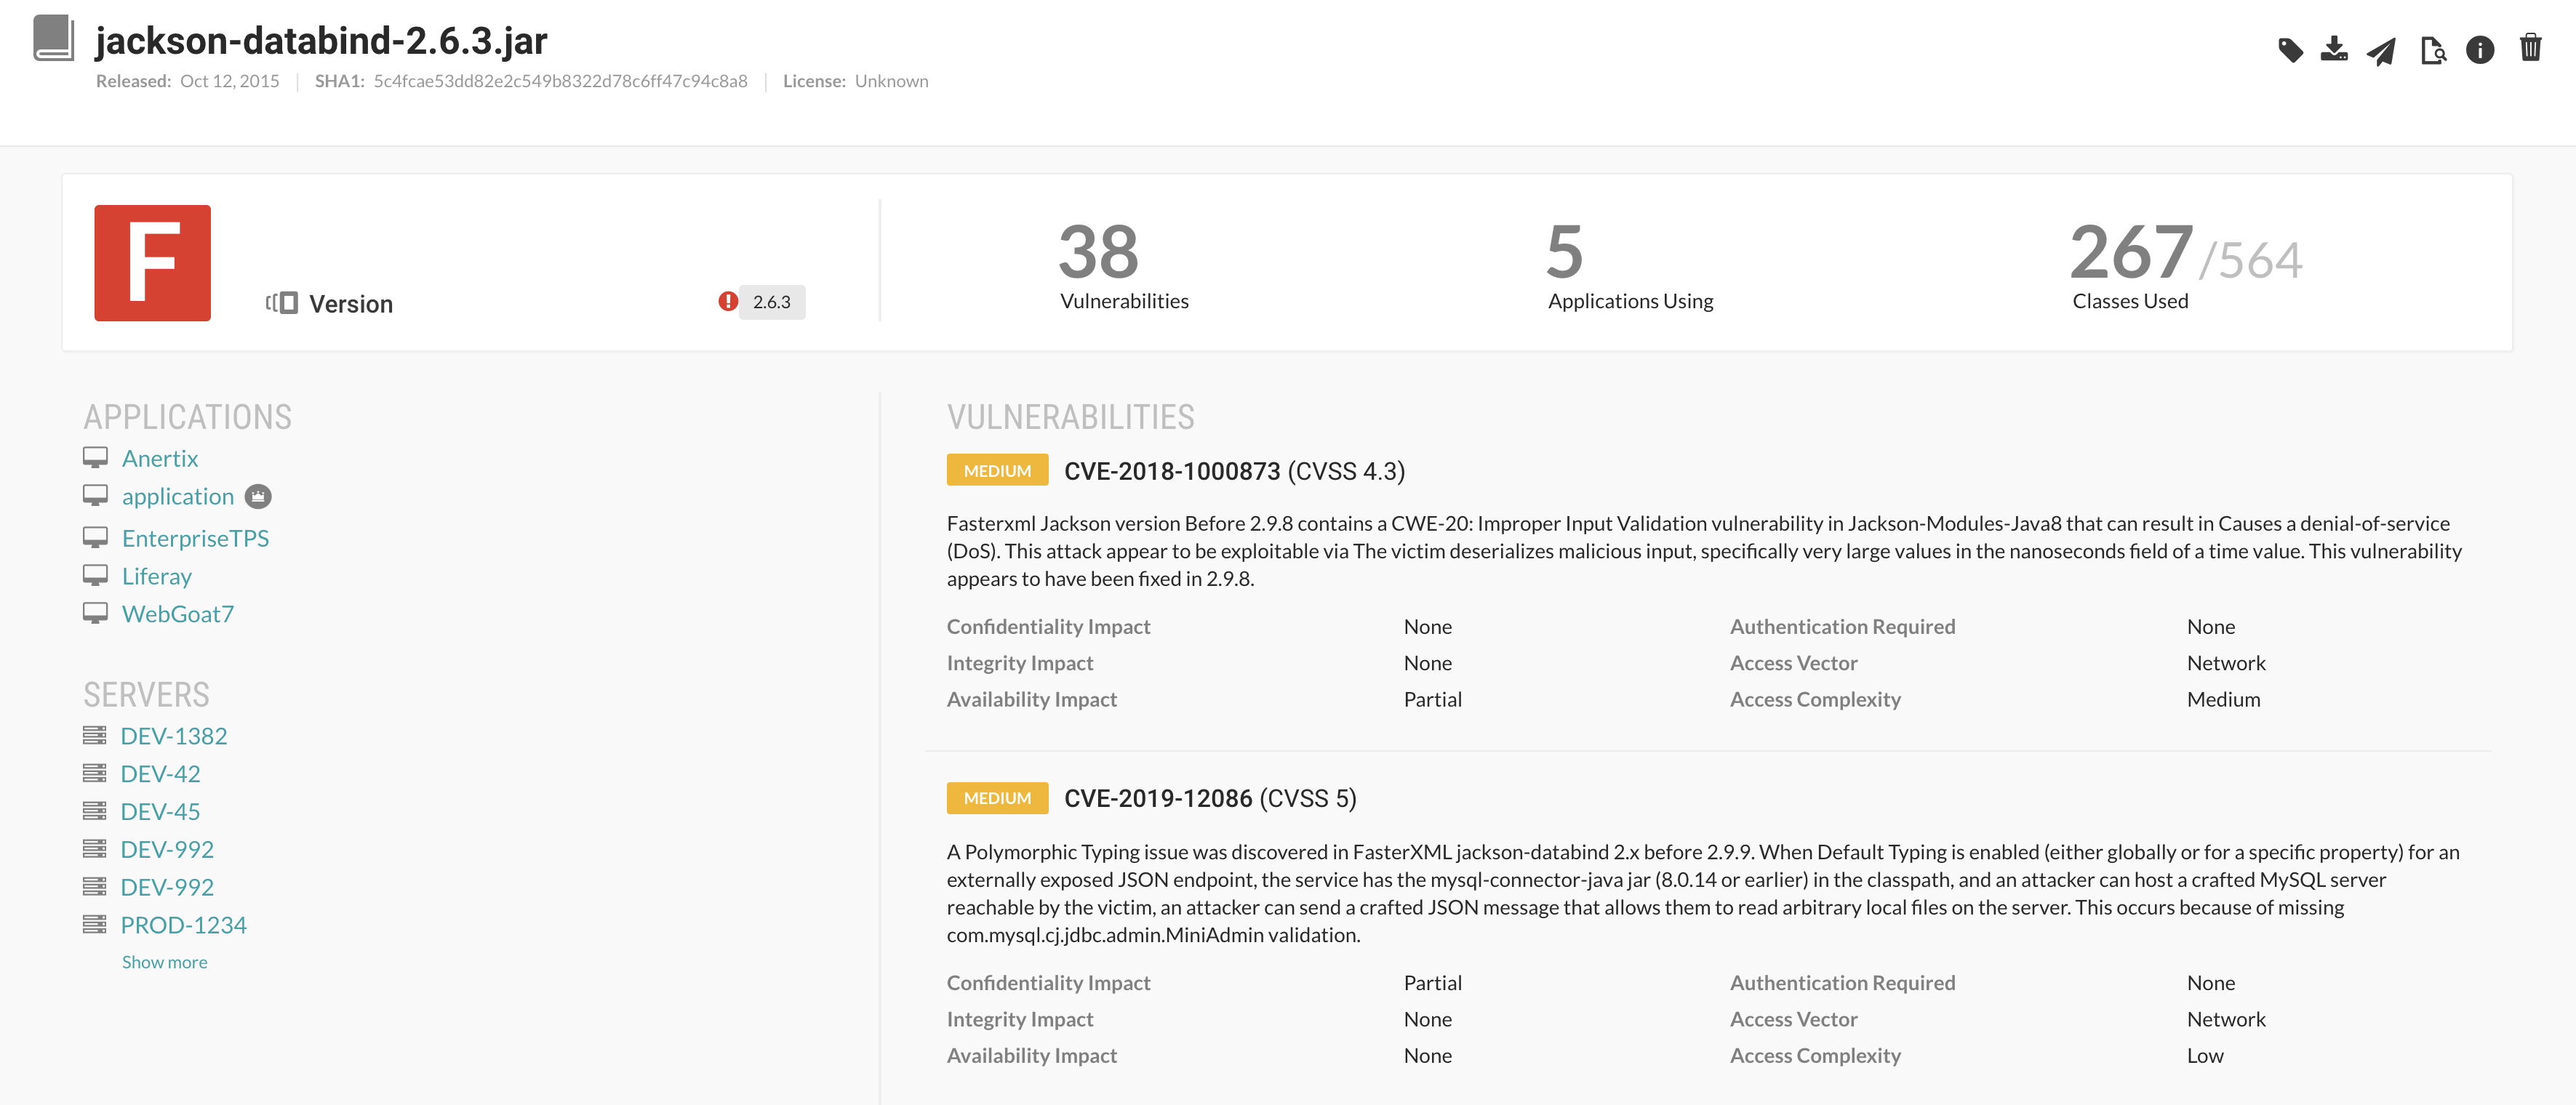 jackson-databind-2.6.3.jar
Released: Oct 12, 2015 | SHA1: 5c4fcae53dd82e2c549b8322d78c6ff47c94c8a8 | License: Unknown
F
Version 2.6.3
38
Vulnerabilities
5
Applications Using
267/564
Classes Used
APPLICATIONS
Anertix
application
EnterpriseTPS
Liferay
WebGoat7
SERVERS
DEV-1382
DEV-42
DEV-45
DEV-992
DEV-992
PROD-1234
Show more
VULNERABILITIES
MEDIUM CVE-2018-1000873 (CVSS 4.3)
Fasterxml Jackson version Before 2.9.8 contains a CWE-20: Improper Input Validation vulnerability in Jackson-Modules-Java8 that can result in Causes a denial-of-service
(DoS). This attack appear to be exploitable via The victim deserializes malicious input, specifically very large values in the nanoseconds field of a time value. This vulnerability
appears to have been fixed in 2.9.8.
Confidentiality Impact None Authentication Required None
Integrity Impact None Access Vector Network
Availability Impact Partial Access Complexity Medium
MEDIUM CVE-2019-12086 (CVSS 5)
A Polymorphic Typing issue was discovered in FasterXML jackson-databind 2.x before 2.9.9. When Default Typing is enabled (either globally or for a specific property) for an
externally exposed JSON endpoint, the service has the mysql-connector-java jar (8.0.14 or earlier) in the classpath, and an attacker can host a crafted MySQL server
reachable by the victim, an attacker can send a crafted JSON message that allows them to read arbitrary local files on the server. This occurs because of missing
com.mysql.cj.jdbc.admin.MiniAdmin validation.
Confidentiality Impact Partial Authentication Required None
Integrity Impact None Access Vector Network
Availability Impact None Access Complexity Low